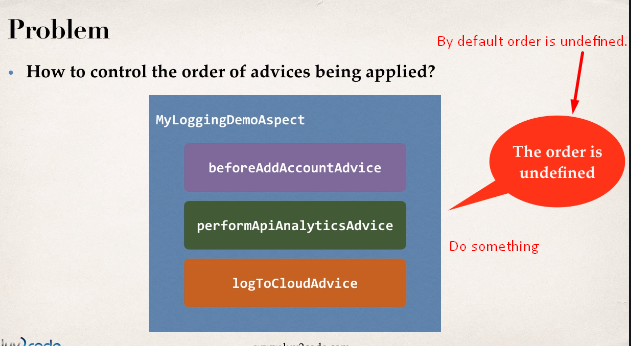 Problem
By default order is undefined.
• How to control the order of advices being applied?
MyLoggingDemoAspect
beforeAddAccountAdvice
The order is
undefined
performApiAnalyticsAdvice
Do something
logToCloudAdvice